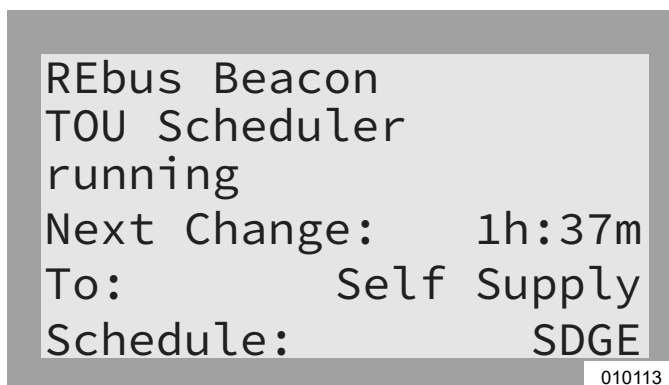 REbus Beacon
TOU Scheduler
running
Next Change: 1h:37m
To: Self Supply
Schedule: SDGE
010113